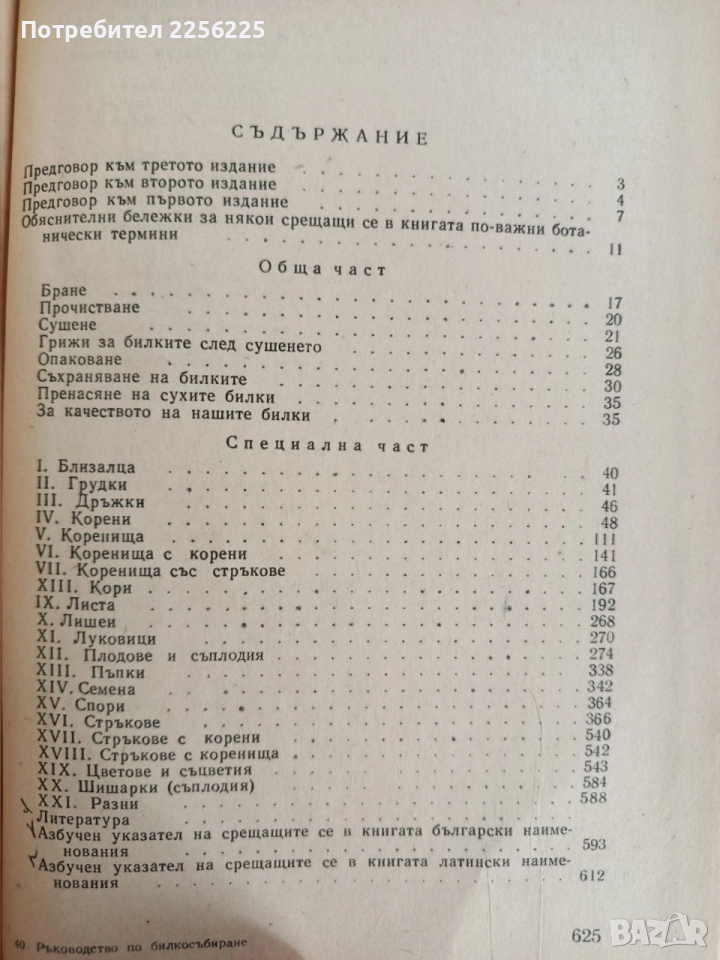 Потребител 2256225
СЪДЪРЖАНИЕ
Предговор към третото издание 3
Предговор към второто издание 4
Предговор към първото издание 7
Обяснителни бележки за някои срещащи се в книгата по-важни бота-
нически термини 11
Обща част
Бране 17
Прочистване 20
Сушене 21
Грижи за билките след сушенето 26
Опаковане 28
Съхраняване на билките 30
Пренасяне на сухите билки 35
За качеството на нашите билки 35
Специална част
I. Близалца 40
II. Грудки 41
III. Дръжки 46
IV. Корени 48
V. Коренища 111
VI. Коренища с корени 141
VII. Коренища със стръкове 166
XIII. Кори 167
IX. Листа 192
X. Лишеи 268
XI. Луковици 270
XII. Плодове и съплодия 274
XIII. Пъпки 338
XIV. Семена 342
XV. Спори 364
XVI. Стръкове 366
XVII. Стръкове с корени 540
XVIII. Стръкове с коренища 542
XIX. Цветове и съцветия 543
XX. Шишарки (съплодия) 584
XXI. Разни 588
Литература
Азбучен указател на срещащите се в книгата български наиме-
нования 593
Азбучен указател на срещащите се в книгата латински наиме-
нования 612
40 Ръководство по билкосъбиране 625
BAZAR